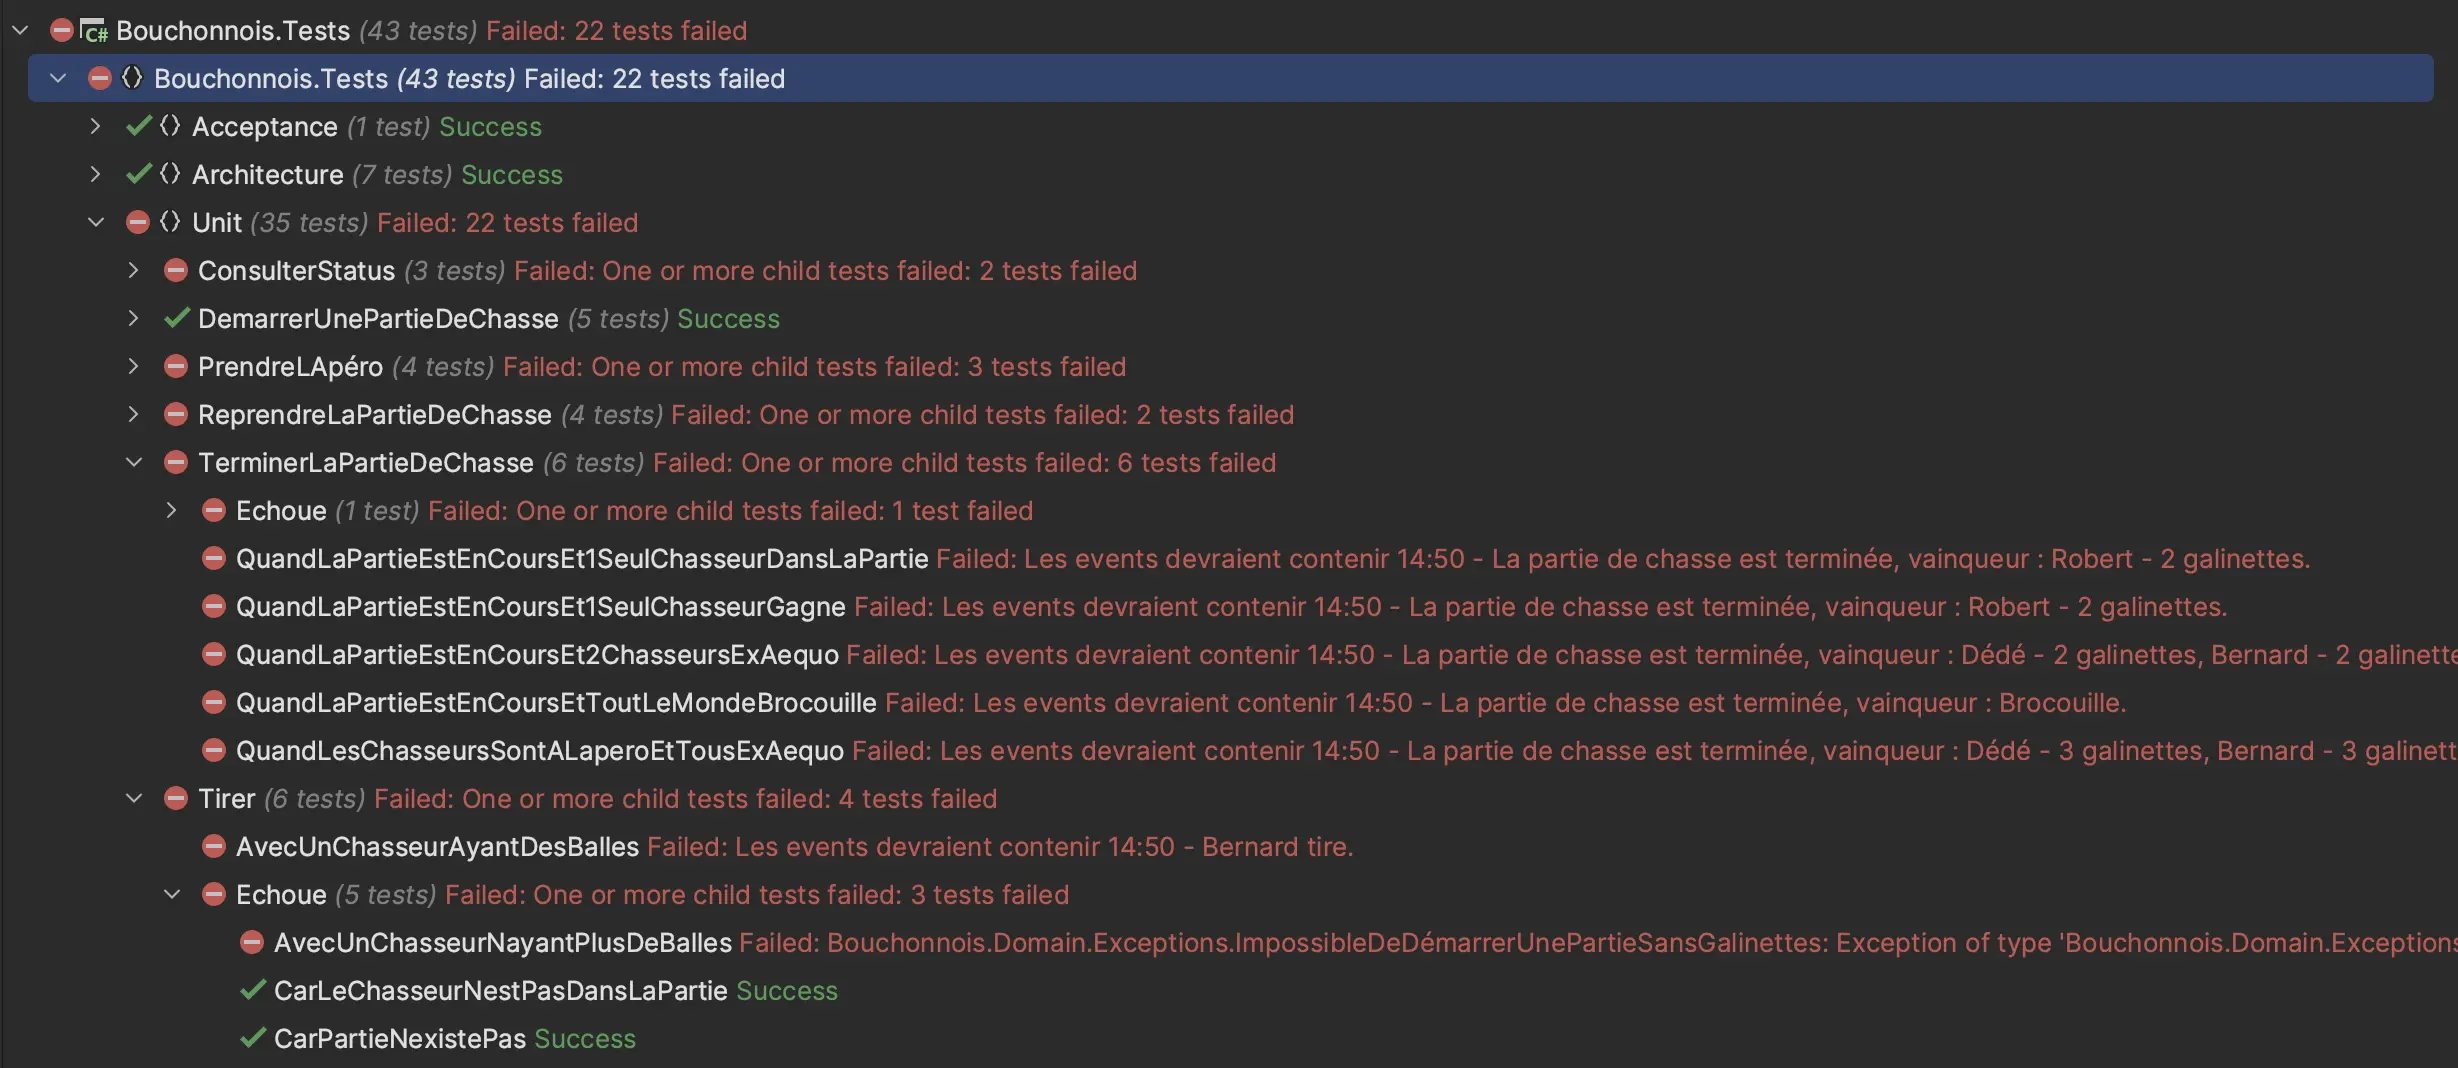 C# Bouchonnois.Tests (43 tests) Failed: 22 tests failed
Bouchonnois.Tests (43 tests) Failed: 22 tests failed
Acceptance (1 test) Success
Architecture (7 tests) Success
Unit (35 tests) Failed: 22 tests failed
ConsulterStatus (3 tests) Failed: One or more child tests failed: 2 tests failed
DemarrerUnePartieDeChasse (5 tests) Success
PrendreLApéro (4 tests) Failed: One or more child tests failed: 3 tests failed
ReprendreLaPartieDeChasse (4 tests) Failed: One or more child tests failed: 2 tests failed
TerminerLaPartieDeChasse (6 tests) Failed: One or more child tests failed: 6 tests failed
Echoue (1 test) Failed: One or more child tests failed: 1 test failed
QuandLaPartieEstEnCoursEt1SeulChasseurDansLaPartie Failed: Les events devraient contenir 14:50 - La partie de chasse est terminée, vainqueur : Robert - 2 galinettes.
QuandLaPartieEstEnCoursEt1SeulChasseurGagne Failed: Les events devraient contenir 14:50 - La partie de chasse est terminée, vainqueur : Robert - 2 galinettes.
QuandLaPartieEstEnCoursEt2ChasseursExAequo Failed: Les events devraient contenir 14:50 - La partie de chasse est terminée, vainqueur : Dédé - 2 galinettes, Bernard - 2 galinette
QuandLaPartieEstEnCoursEtToutLeMondeBrocouille Failed: Les events devraient contenir 14:50 - La partie de chasse est terminée, vainqueur : Brocouille.
QuandLesChasseursSontALaperoEtTousExAequo Failed: Les events devraient contenir 14:50 - La partie de chasse est terminée, vainqueur : Dédé - 3 galinettes, Bernard - 3 galinett
Tirer (6 tests) Failed: One or more child tests failed: 4 tests failed
AvecUnChasseurAyantDesBalles Failed: Les events devraient contenir 14:50 - Bernard tire.
Echoue (5 tests) Failed: One or more child tests failed: 3 tests failed
AvecUnChasseurNayantPlusDeBalles Failed: Bouchonnois.Domain.Exceptions.ImpossibleDeDémarrerUnePartieSansGalinettes: Exception of type 'Bouchonnois.Domain.Exceptions
CarLeChasseurNestPasDansLaPartie Success
CarPartieNexistePas Success